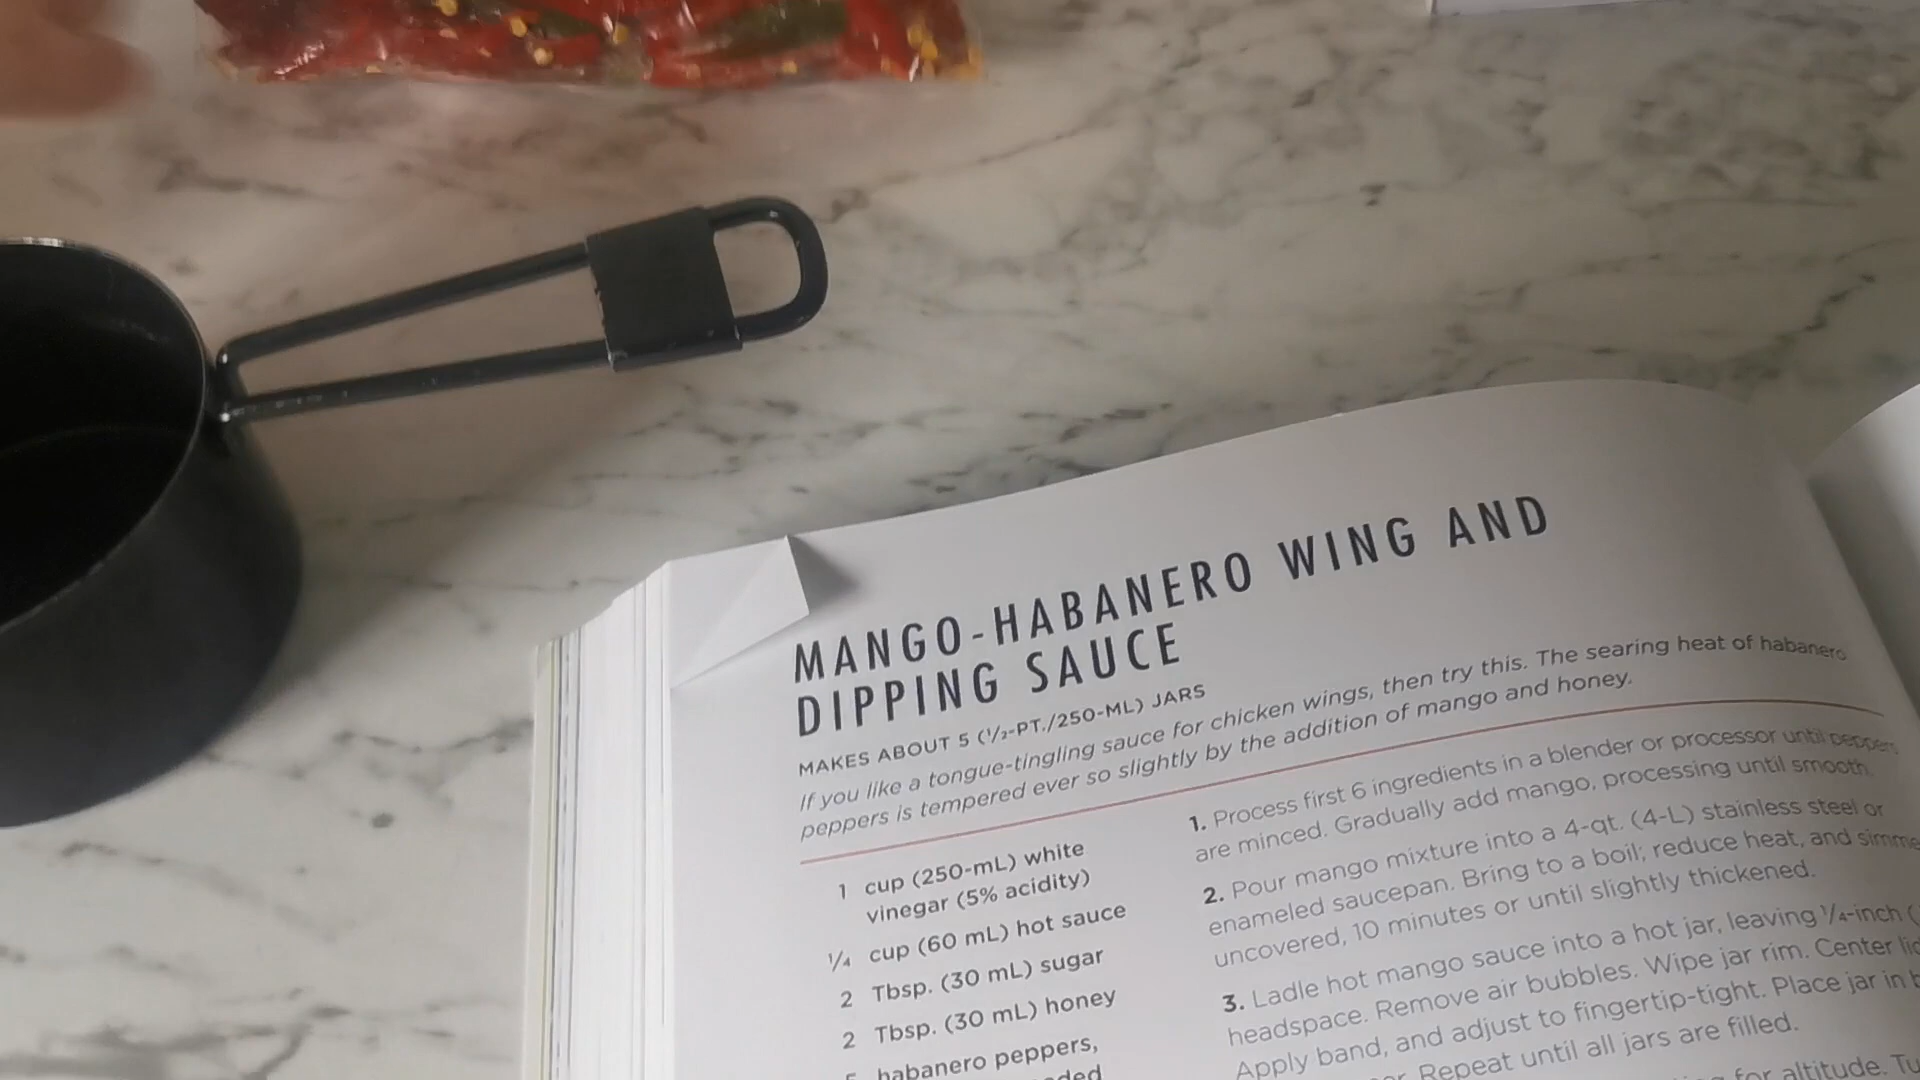 MANGO-HABANERO WING AND
DIPPING SAUCE
MAKES ABOUT 5 (½-PT./250-ML) JARS
If you like a tongue-tingling sauce for chicken wings, then try this. The searing heat of habanero
peppers is tempered ever so slightly by the addition of mango and honey.
1 cup (250-mL) white
vinegar (5% acidity)
¼ cup (60 mL) hot sauce
2 Tbsp. (30 mL) sugar
2 Tbsp. (30 mL) honey
habanero peppers,
1. Process first 6 ingredients in a blender or processor until peppers
are minced. Gradually add mango, processing until smooth.
2. Pour mango mixture into a 4-qt. (4-L) stainless steel or
enameled saucepan. Bring to a boil; reduce heat, and
uncovered, 10 minutes or until slightly thickened.
3. Ladle hot mango sauce into a hot jar, leaving ¼-inch
headspace. Remove air bubbles. Wipe jar rim. Center
Apply band, and adjust to fingertip-tight. Place jar in
Repeat until all jars are filled.
for altitude.